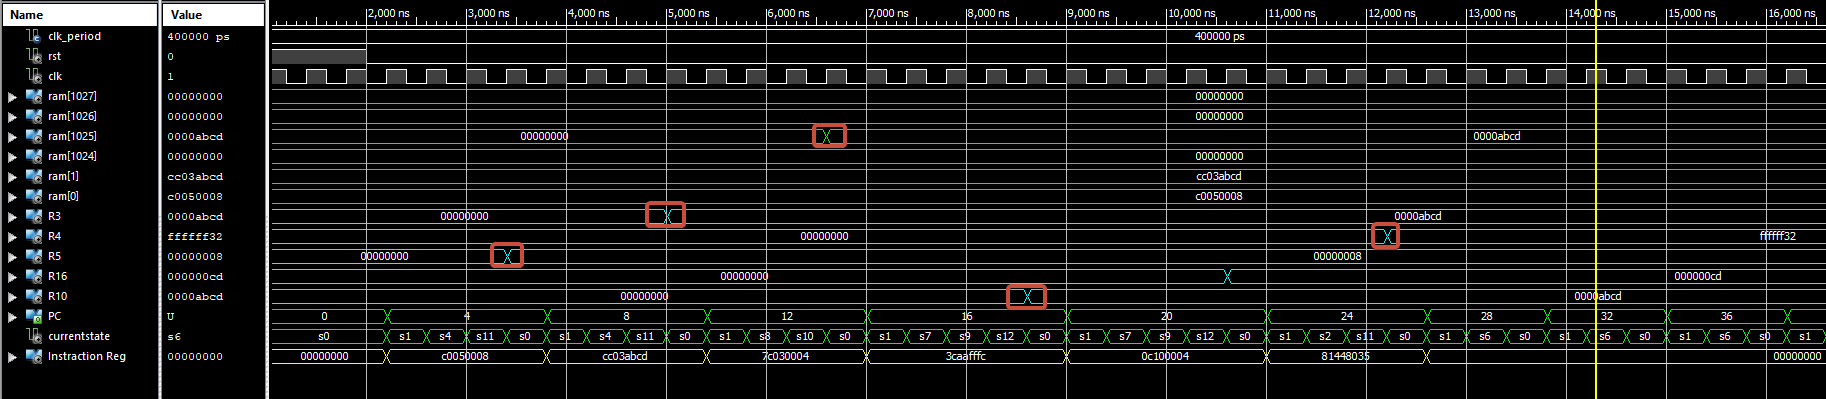 Name Value 2,000 ns 3,000 ns 4,000 ns 5,000 ns 6,000 ns 7,000 ns 8,000 ns 9,000 ns 10,000 ns 11,000 ns 12,000 ns 13,000 ns 14,000 ns 15,000 ns 16,000 ns
clk_period 400000 ps 400000 ps
rst 0
clk 1
ram[1027] 00000000 00000000
ram[1026] 00000000 00000000
ram[1025] 0000abcd 00000000 0000abcd
ram[1024] 00000000 00000000
ram[1] cc03abcd cc03abcd
ram[0] c0050008 c0050008
R3 0000abcd 00000000 0000abcd
R4 ffffff32 00000000 ffffff32
R5 00000008 00000000 00000008
R16 000000cd 00000000 000000cd
R10 0000abcd 00000000 0000abcd
PC U 0 4 8 12 16 20 24 28 32 36
currentstate s6 s0 s1 s4 s11 s0 s1 s4 s11 s0 s1 s8 s10 s0 s1 s7 s9 s12 s0 s1 s7 s9 s12 s0 s1 s2 s11 s0 s1 s6 s0 s1 s6 s0 s1 s6 s0 s1
Instraction Reg 00000000 00000000 c0050008 cc03abcd 7c030004 3caafffc 0c100004 81448035 00000000